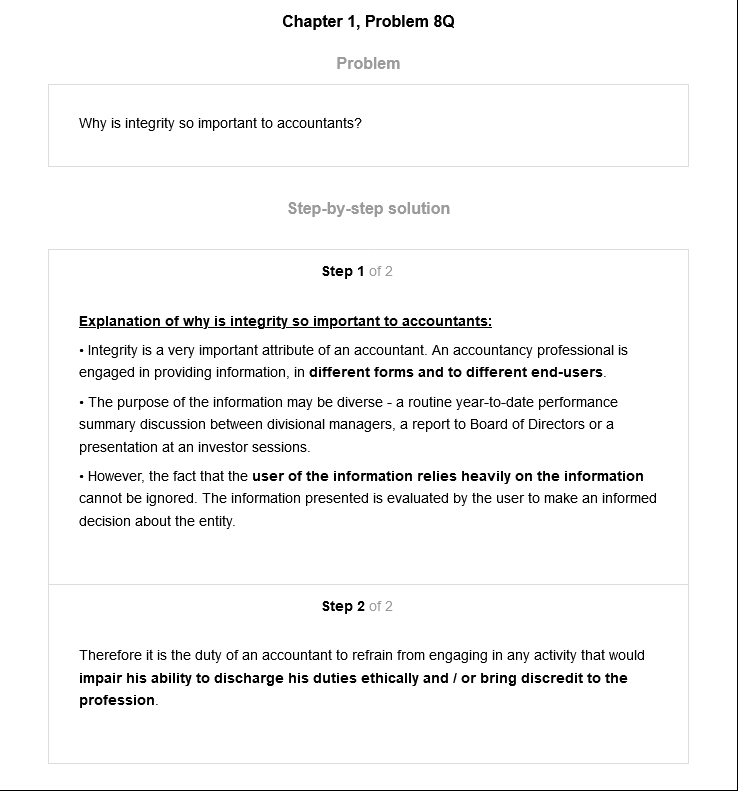 Chapter 1, Problem 8Q
Problem
Why is integrity so important to accountants?
Step-by-step solution
Step 1 of 2
Explanation of why is integrity so important to accountants:
• Integrity is a very important attribute of an accountant. An accountancy professional is
engaged in providing information, in different forms and to different end-users.
• The purpose of the information may be diverse - a routine year-to-date performance
summary discussion between divisional managers, a report to Board of Directors or a
presentation at an investor sessions.
• However, the fact that the user of the information relies heavily on the information
cannot be ignored. The information presented is evaluated by the user to make an informed
decision about the entity.
Step 2 of 2
Therefore it is the duty of an accountant to refrain from engaging in any activity that would
impair his ability to discharge his duties ethically and / or bring discredit to the
profession.